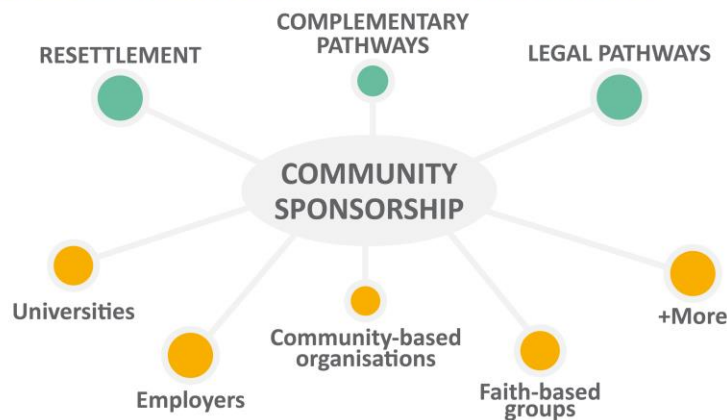 COMPLEMENTARY
PATHWAYS
RESETTLEMENT
LEGAL PATHWAYS
COMMUNITY
SPONSORSHIP
Universities
Employers
Community-based
organisations
Faith-based
groups
+More